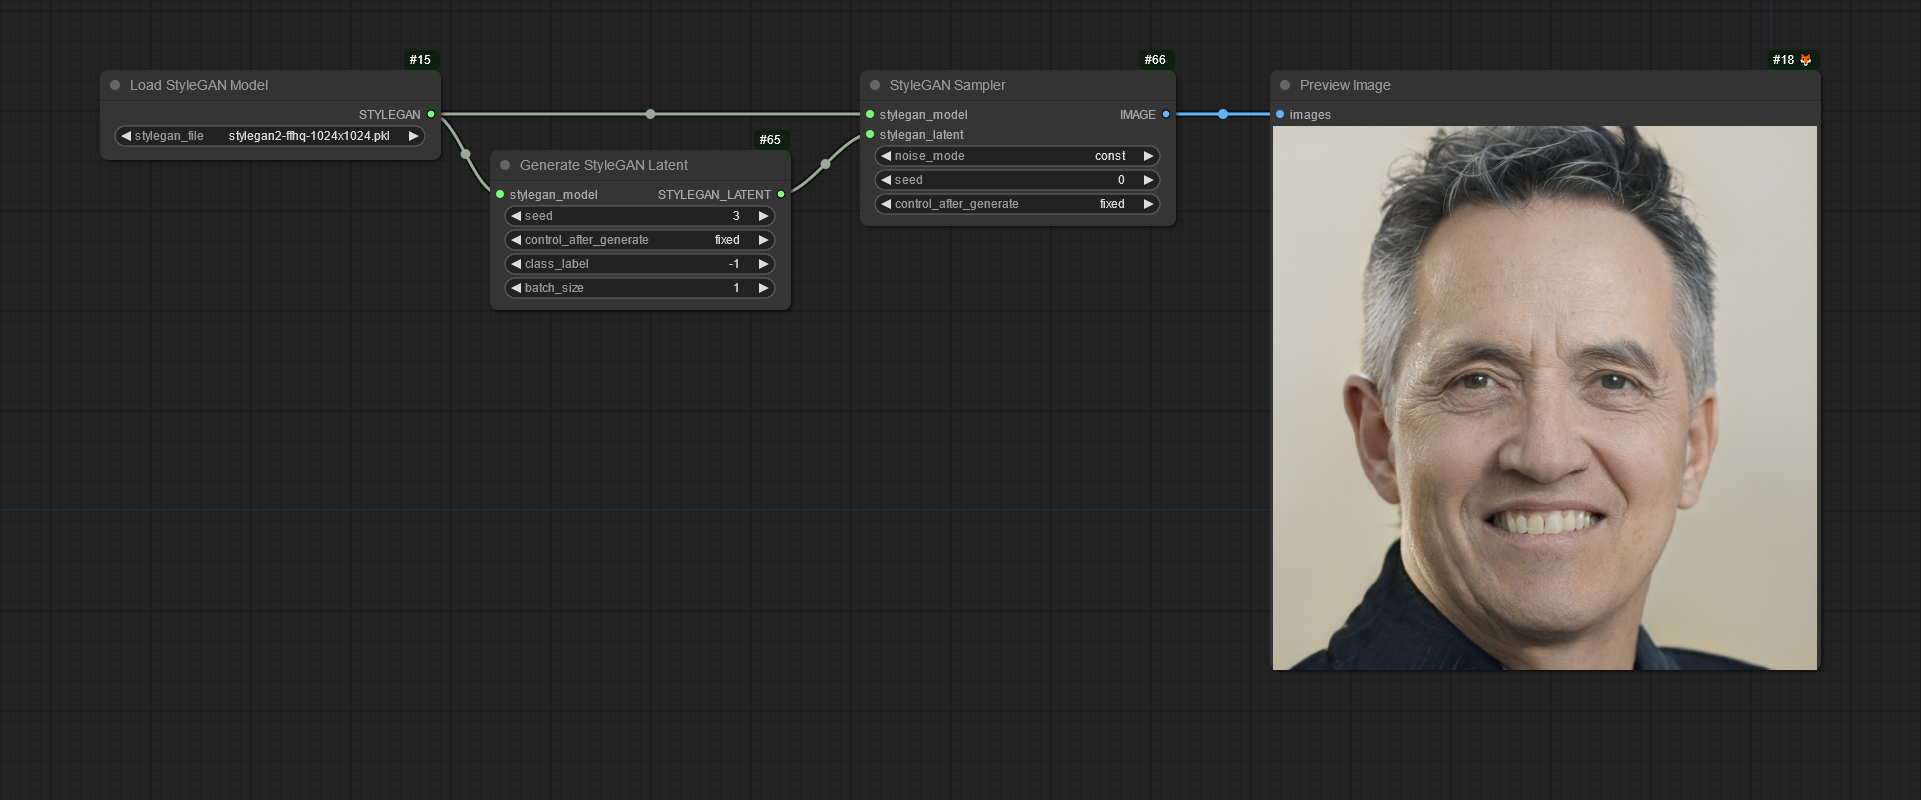 #15
Load StyleGAN Model
STYLEGAN
stylegan_file stylegan2-ffhq-1024x1024.pkl
#65
Generate StyleGAN Latent
stylegan_model STYLEGAN_LATENT
seed 3
control_after_generate fixed
class_label -1
batch_size 1
#66
StyleGAN Sampler
stylegan_model IMAGE
stylegan_latent
noise_mode const
seed 0
control_after_generate fixed
#18 🦊
Preview Image
images